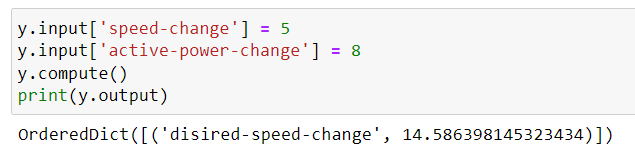 y.input['speed-change'] = 5
y.input['active-power-change'] = 8
y.compute()
print(y.output)
OrderedDict([('disired-speed-change', 14.586398145323434)])